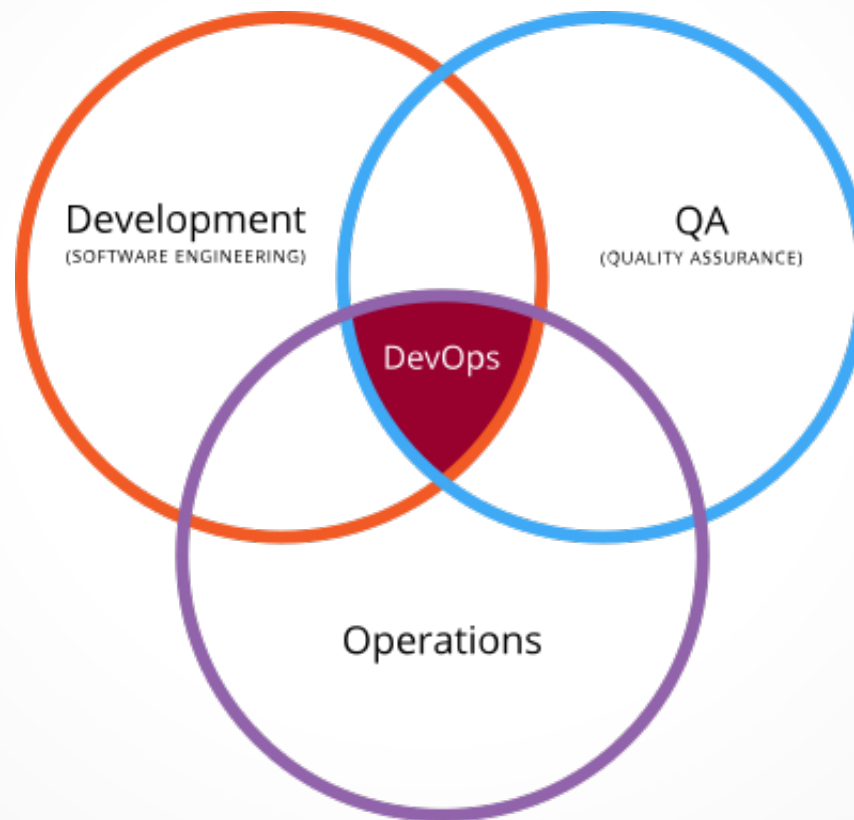 Development
(SOFTWARE ENGINEERING)
QA
(QUALITY ASSURANCE)
DevOps
Operations